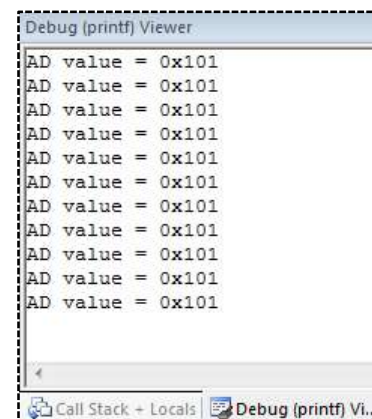 Debug (printf) Viewer
AD value = 0x101
AD value = 0x101
AD value = 0x101
AD value = 0x101
AD value = 0x101
AD value = 0x101
AD value = 0x101
AD value = 0x101
AD value = 0x101
AD value = 0x101
AD value = 0x101
Call Stack + Locals Debug (printf) Vi...